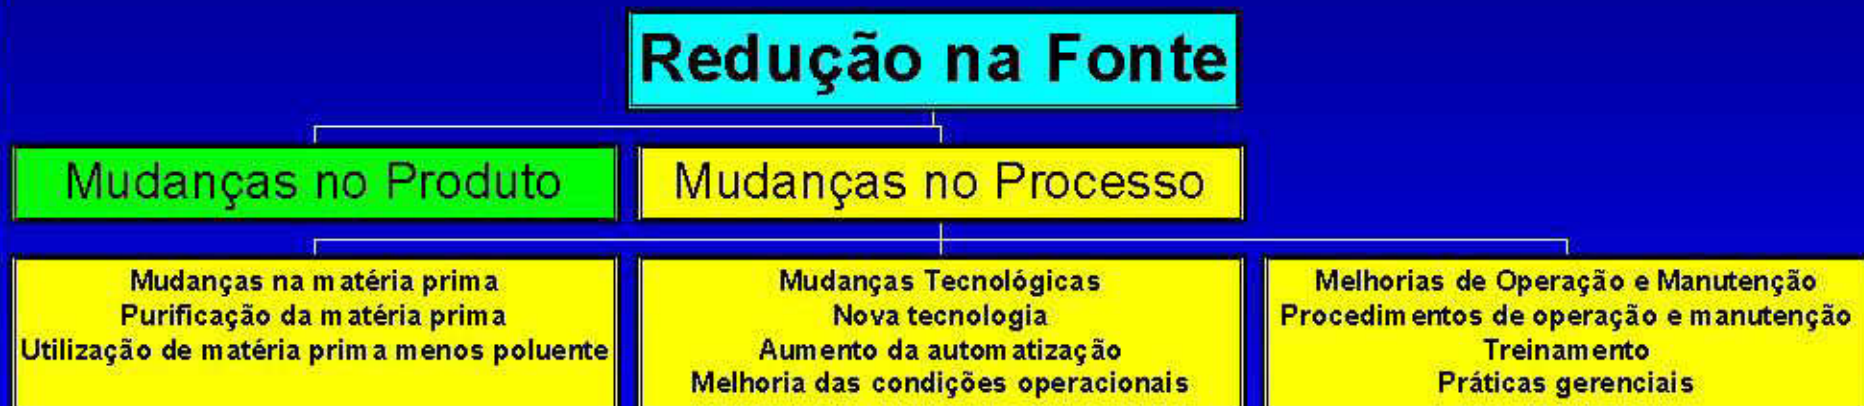 Redução na Fonte
Mudanças no Produto
Mudanças no Processo
Mudanças na matéria prima
Purificação da matéria prima
Utilização de matéria prima menos poluente
Mudanças Tecnológicas
Nova tecnologia
Aumento da automatização
Melhoria das condições operacionais
Melhorias de Operação e Manutenção
Procedimentos de operação e manutenção
Treinamento
Práticas gerenciais